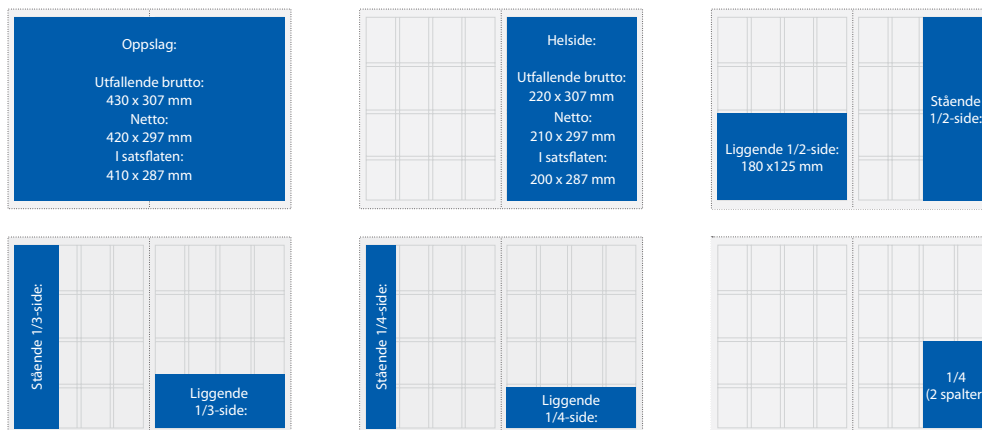 Oppslag:
Utfallende brutto:
430 x 307 mm
Netto:
420 x 297 mm
I satsflaten:
410 x 287 mm
Helside:
Utfallende brutto:
220 x 307 mm
Netto:
210 x 297 mm
I satsflaten:
200 x 287 mm
Liggende 1/2-side:
180 x125 mm
Stående
1/2-side:
Stående 1/3-side:
Liggende
1/3-side:
Stående 1/4-side:
Liggende
1/4-side:
1/4
(2 spalter